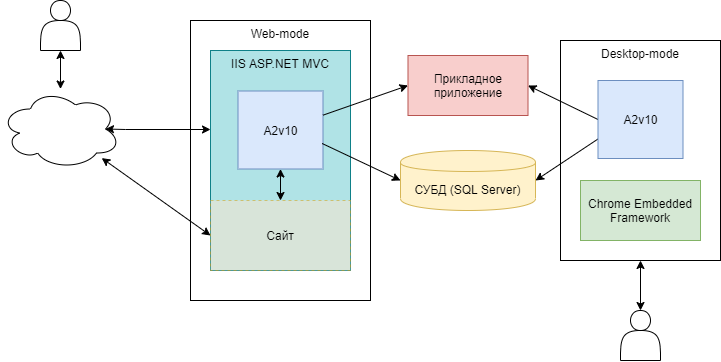 Web-mode
IIS ASP.NET MVC
A2v10
Сайт
Прикладное
приложение
СУБД (SQL Server)
Desktop-mode
A2v10
Chrome Embedded
Framework